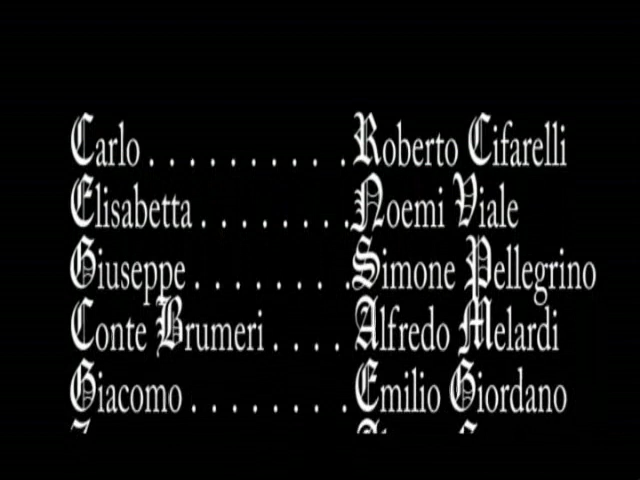 Carlo . . . . . . . . . . Roberto Cifarelli
Elisabetta . . . . . . . . Noemi Viale
Giuseppe . . . . . . . . Simone Pellegrino
Conte Brumeri . . . . Alfredo Melardi
Giacomo . . . . . . . . Emilio Giordano